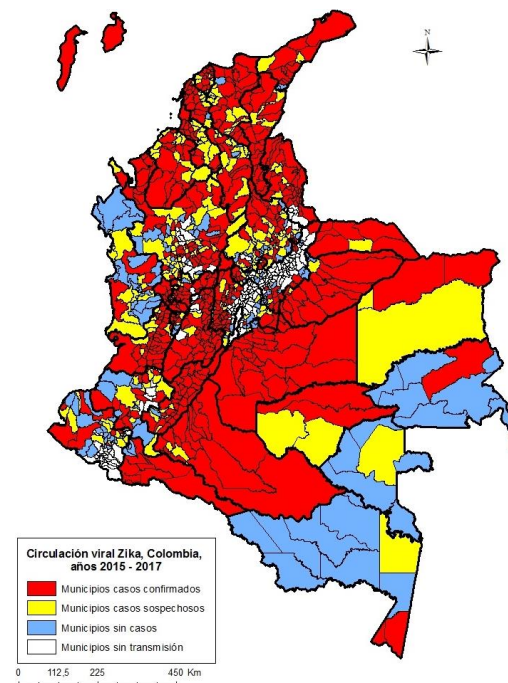 N
Circulación viral Zika, Colombia,
años 2015 - 2017
Municipios casos confirmados
Municipios casos sospechosos
Municipios sin casos
Municipios sin transmisión
0 112,5 225 450 Km